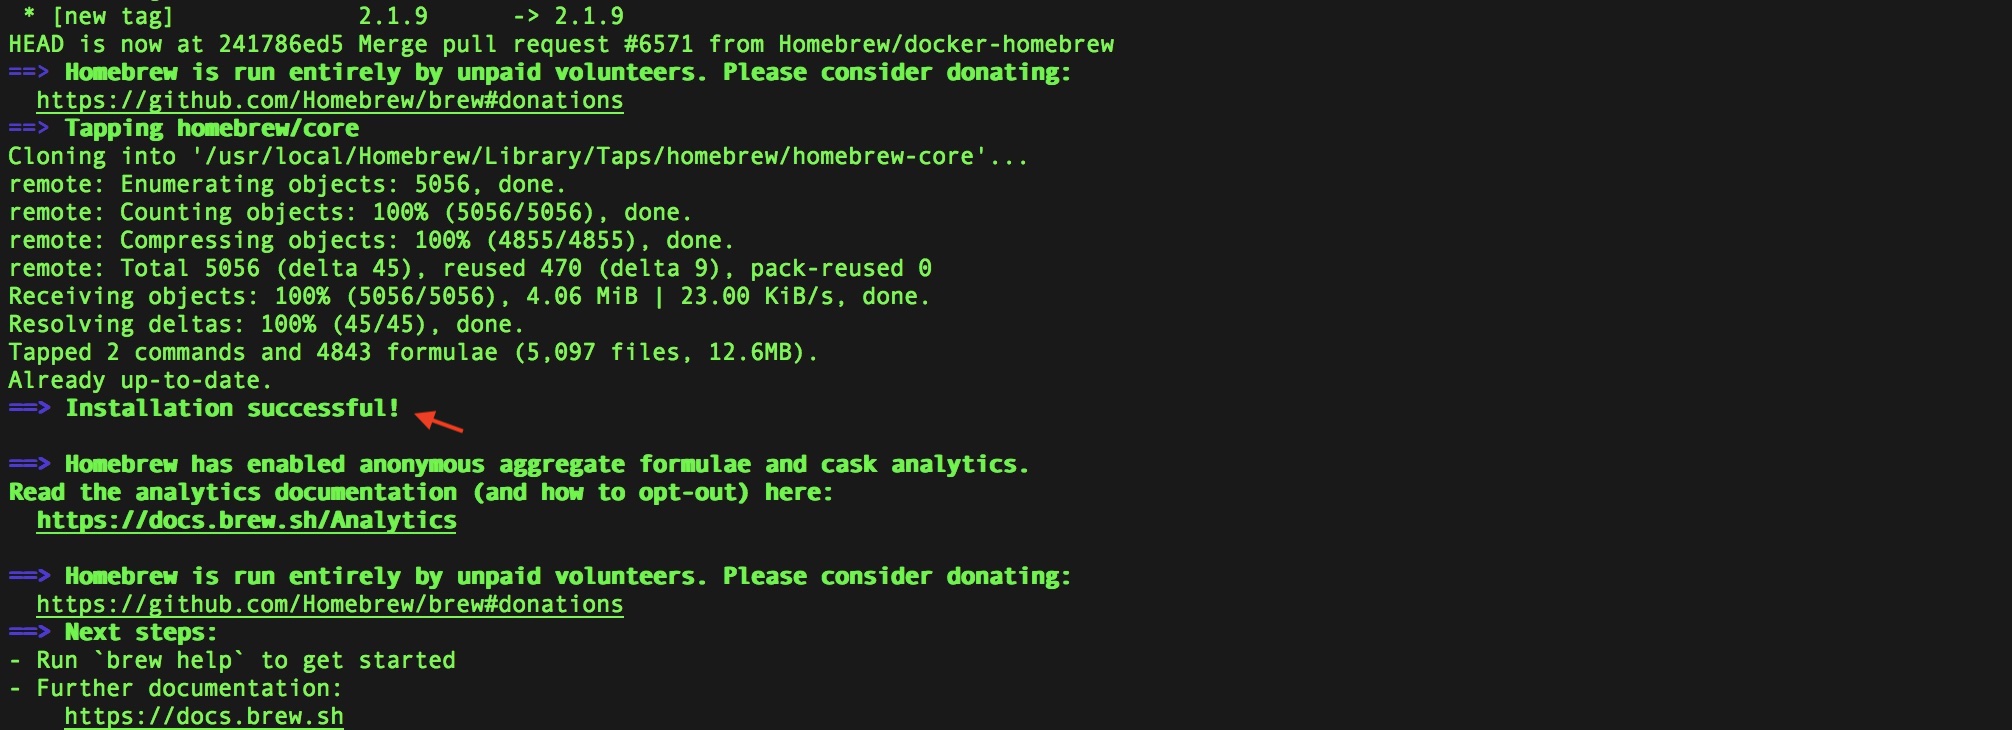 * [new tag] 2.1.9 -> 2.1.9
HEAD is now at 241786ed5 Merge pull request #6571 from Homebrew/docker-homebrew
==> Homebrew is run entirely by unpaid volunteers. Please consider donating:
https://github.com/Homebrew/brew#donations
==> Tapping homebrew/core
Cloning into '/usr/local/Homebrew/Library/Taps/homebrew/homebrew-core'...
remote: Enumerating objects: 5056, done.
remote: Counting objects: 100% (5056/5056), done.
remote: Compressing objects: 100% (4855/4855), done.
remote: Total 5056 (delta 45), reused 470 (delta 9), pack-reused 0
Receiving objects: 100% (5056/5056), 4.06 MiB | 23.00 KiB/s, done.
Resolving deltas: 100% (45/45), done.
Tapped 2 commands and 4843 formulae (5,097 files, 12.6MB).
Already up-to-date.
==> Installation successful!
==> Homebrew has enabled anonymous aggregate formulae and cask analytics.
Read the analytics documentation (and how to opt-out) here:
https://docs.brew.sh/Analytics
==> Homebrew is run entirely by unpaid volunteers. Please consider donating:
https://github.com/Homebrew/brew#donations
==> Next steps:
- Run `brew help` to get started
- Further documentation:
https://docs.brew.sh